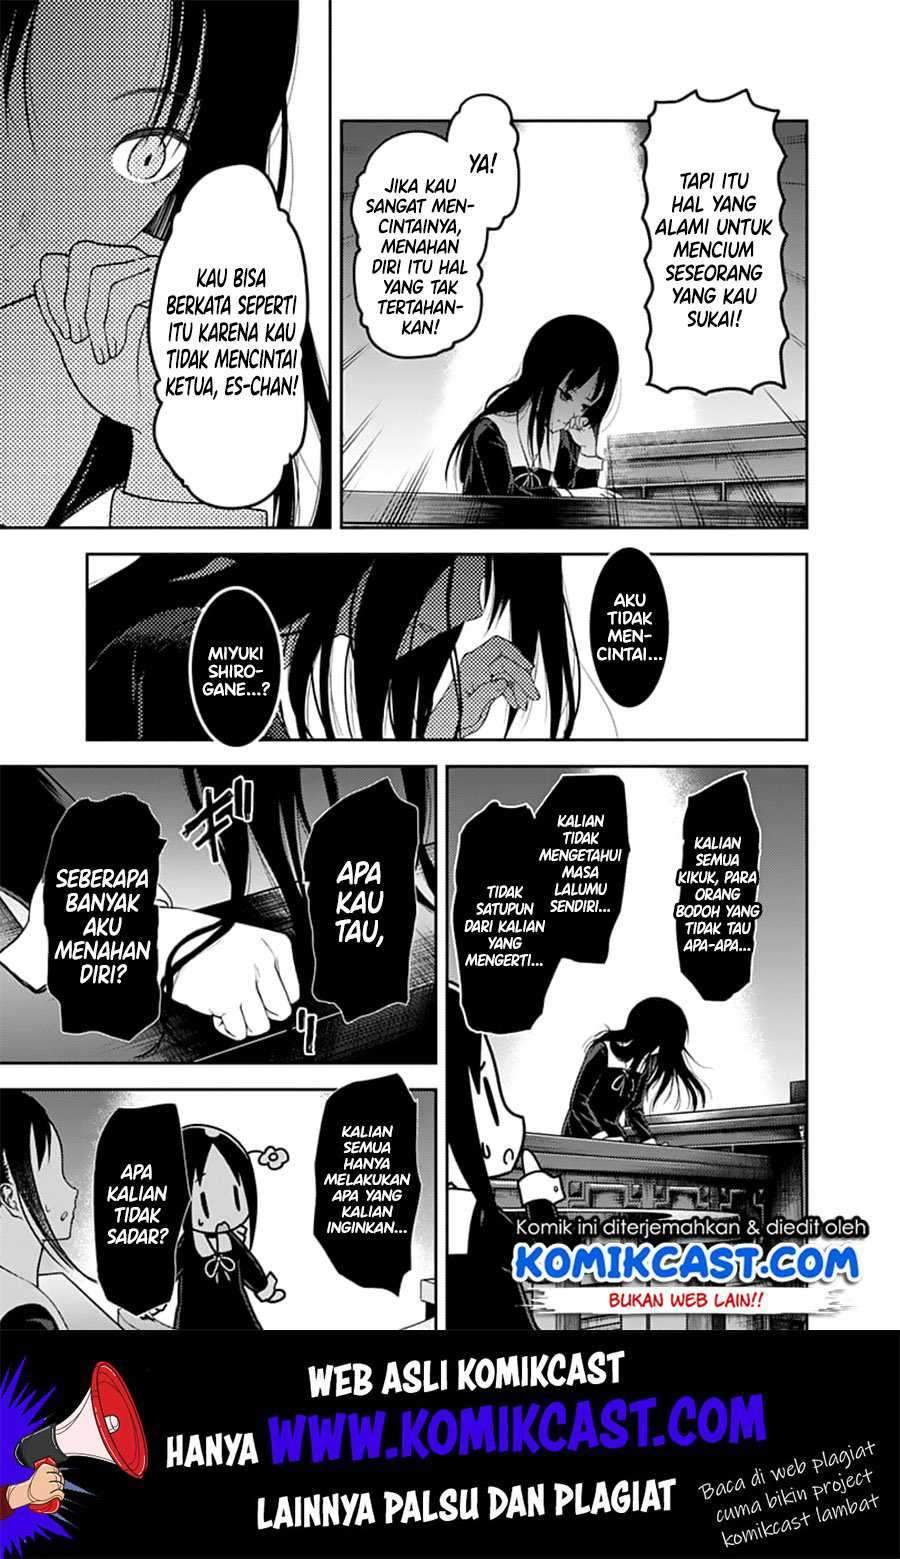 TAPI ITU
HAL YANG
ALAMI UNTUK
MENCIUM
SESEORANG
YANG KAU
SUKAI!
YA!
JIKA KAU
SANGAT MEN-
CINTAINYA,
MENAHAN
DIRI ITU HAL
YANG TAK
TERTAHAN-
KAN!
KAU BISA
BERKATA SEPERTI
ITU KARENA KAU
TIDAK MENCINTAI
KETUA, ES-CHAN!
AKU
TIDAK
MEN-
CINTAI...
MIYUKI
SHIRO-
GANE...?
KALIAN
SEMUA
KIKUK, PARA
ORANG
BODOH YANG
TIDAK TAU
APA-APA...
KALIAN
TIDAK
MENGETAHUI
MASA
LALUMU
SENDIRI...
TIDAK
SATUPUN
DARI KALIAN
YANG
MENGERTI...
APA
KAU
TAU,
SEBERAPA
BANYAK
AKU
MENAHAN
DIRI?
KALIAN
SEMUA
HANYA
MELAKUKAN
APA YANG
KALIAN
INGINKAN...
APA
KALIAN
TIDAK
SADAR?
Komik ini diterjemahkan & diedit oleh
KOMIKCAST.COM
BUKAN WEB LAIN!!
WEB ASLI KOMIKCAST
HANYA WWW.KOMIKCAST.COM
LAINNYA PALSU DAN PLAGIAT
Baca di web plagiat
cuma bikin project
komikcast lambat